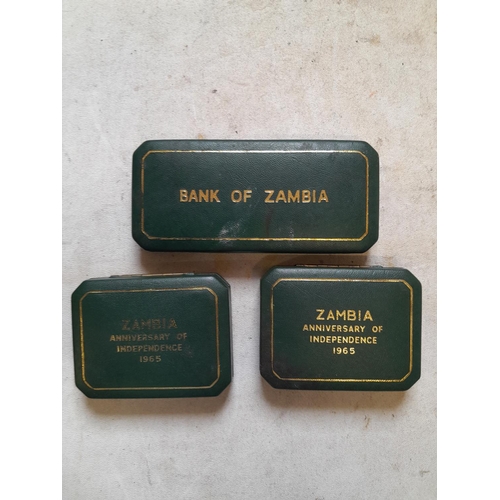 BANK OF ZAMBIA
ZAMBIA
ANNIVERSARY OF
INDEPENDENCE
1965
ZAMBIA
ANNIVERSARY OF
INDEPENDENCE
1965